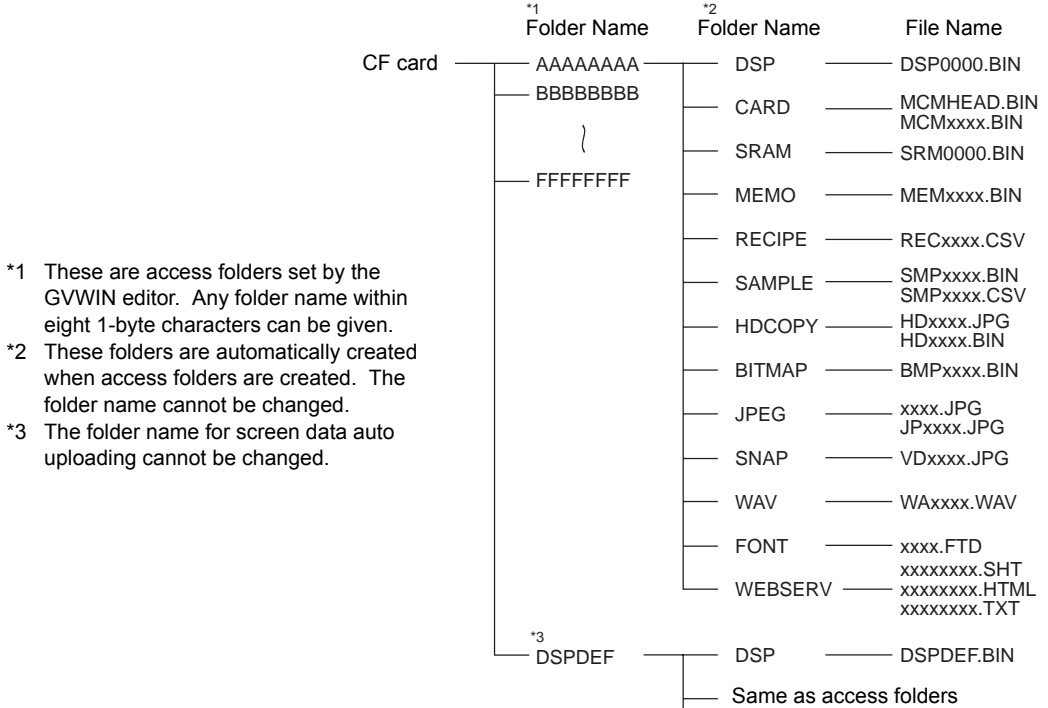 *1 *2
Folder Name Folder Name File Name
CF card AAAAAAAA DSP DSP0000.BIN
BBBBBBBB
CARD MCMHEAD.BIN
MCMxxxx.BIN
SRAM SRM0000.BIN
FFFFFFFF
MEMO MEMxxxx.BIN
RECIPE RECxxxx.CSV
*1 These are access folders set by the
GVWIN editor. Any folder name within
eight 1-byte characters can be given.
*2 These folders are automatically created
when access folders are created. The
folder name cannot be changed.
*3 The folder name for screen data auto
uploading cannot be changed.
SAMPLE SMPxxxx.BIN
SMPxxxx.CSV
HDCOPY HDxxxx.JPG
HDxxxx.BIN
BITMAP BMPxxxx.BIN
JPEG xxxx.JPG
JPxxxx.JPG
SNAP VDxxxx.JPG
WAV WAxxxx.WAV
FONT xxxx.FTD
WEBSERV xxxxxxxx.SHT
xxxxxxxx.HTML
xxxxxxxx.TXT
*3
DSPDEF DSP DSPDEF.BIN
Same as access folders